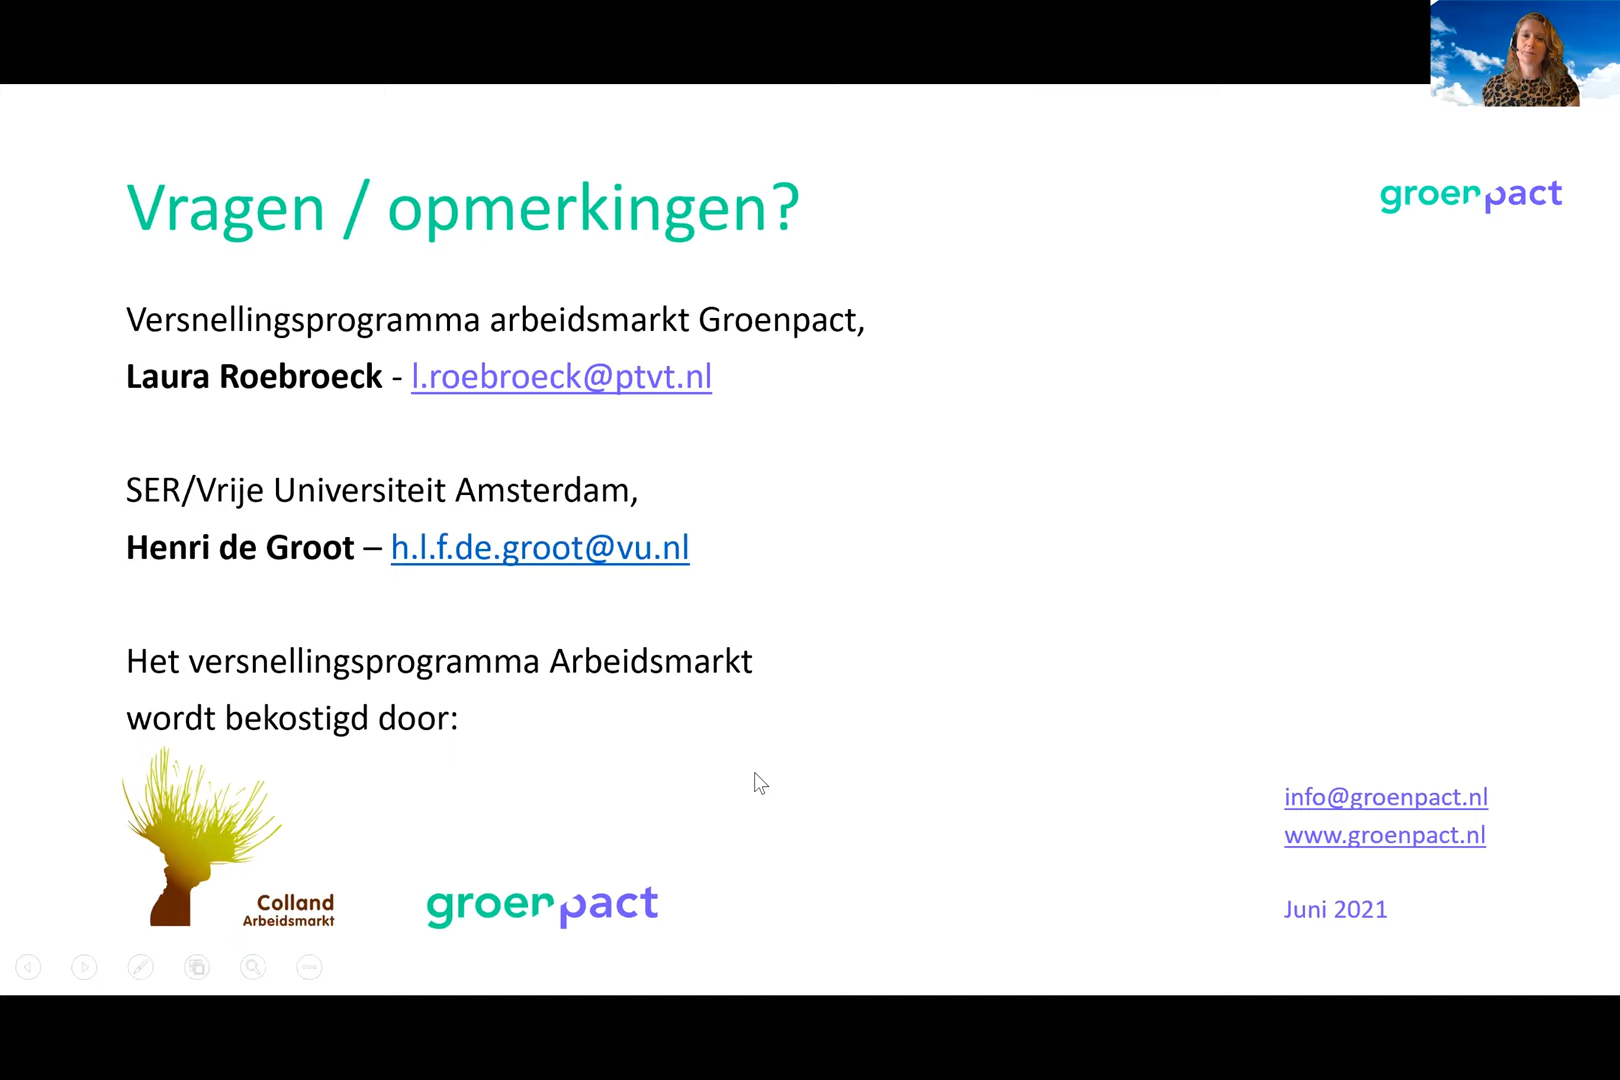 Vragen / opmerkingen?
groenpact
Versnellingsprogramma arbeidsmarkt Groenpact,
Laura Roebroeck - l.roebroeck@ptvt.nl
SER/Vrije Universiteit Amsterdam,
Henri de Groot – h.l.f.de.groot@vu.nl
Het versnellingsprogramma Arbeidsmarkt
wordt bekostigd door:
Colland
Arbeidsmarkt
groenpact
info@groenpact.nl
www.groenpact.nl
Juni 2021